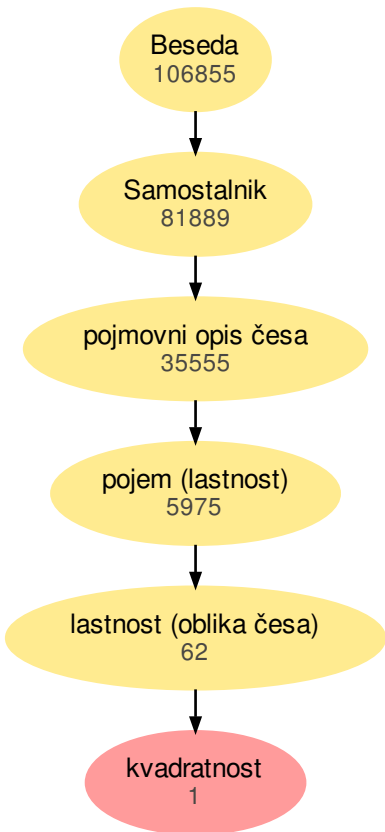 Beseda
106855
Samostalnik
81889
pojmovni opis česa
35555
pojem (lastnost)
5975
lastnost (oblika česa)
62
kvadratnost
1